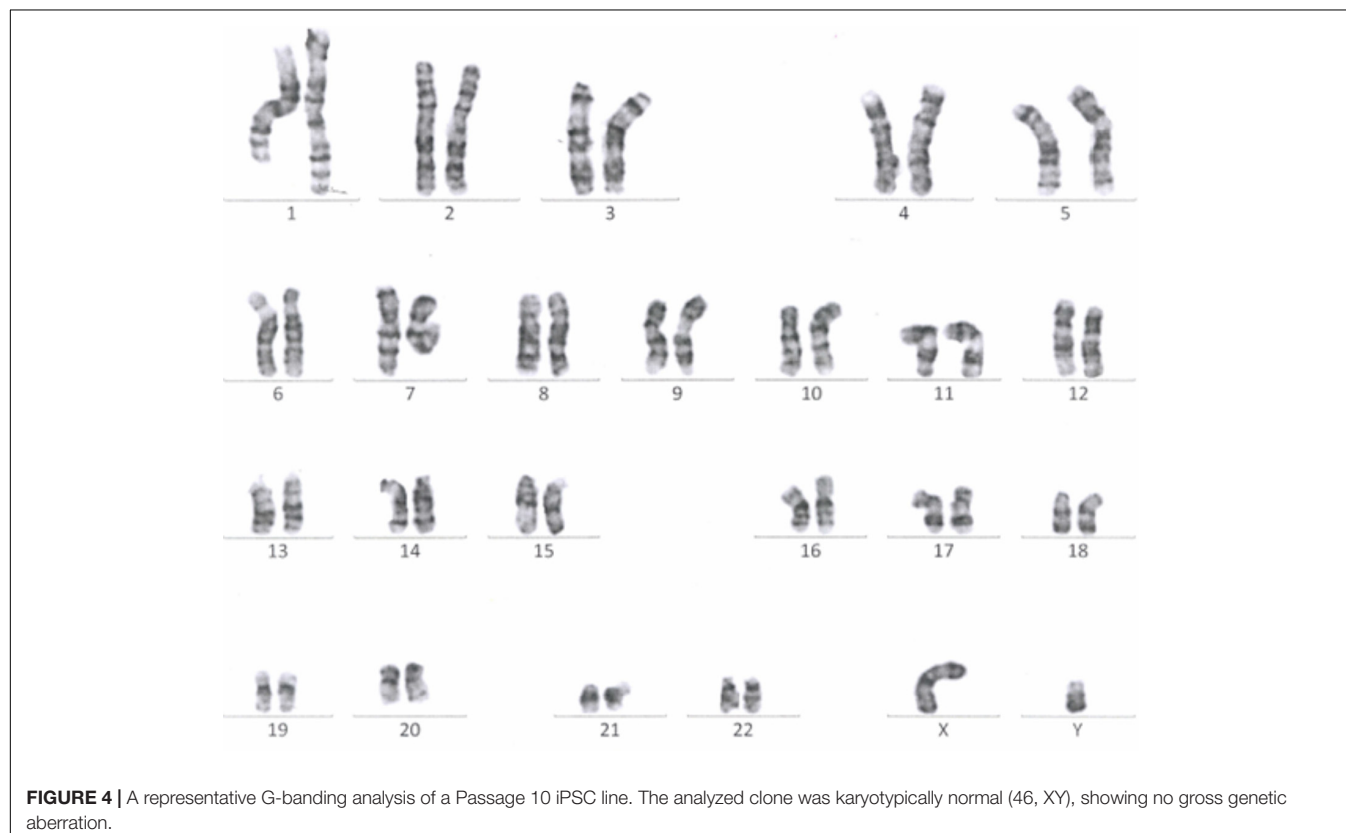 1 2 3 4 5
6 7 8 9 10 11 12
13 14 15 16 17 18
19 20 21 22 X Y
FIGURE 4 | A representative G-banding analysis of a Passage 10 iPSC line. The analyzed clone was karyotypically normal (46, XY), showing no gross genetic
aberration.